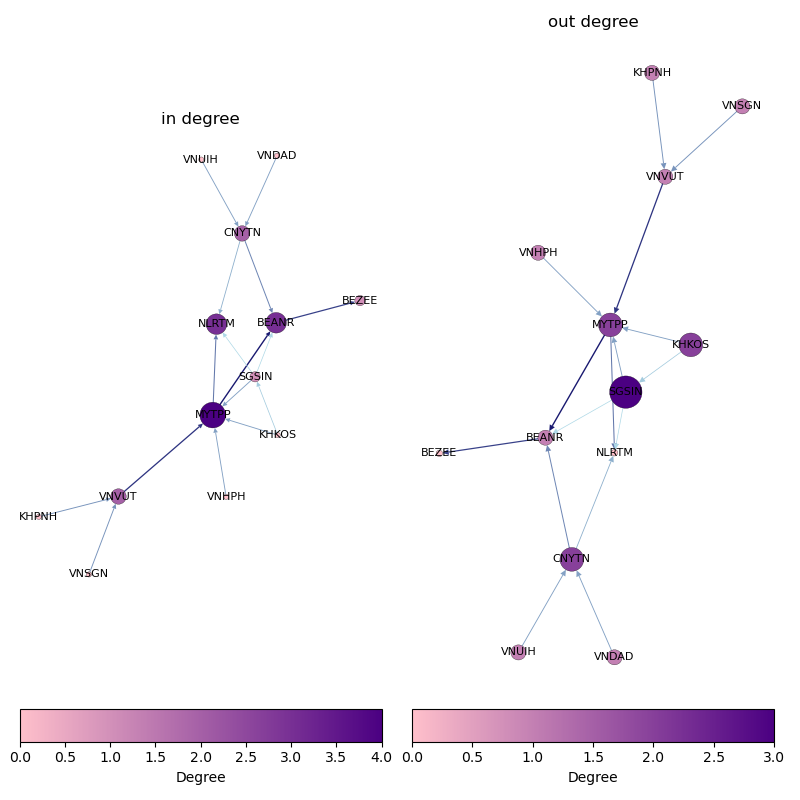 in degree
VNUIH
VNDAD
CNYTN
BEZEE
NLRTM
BEANR
SGSIN
MYTPP
KHKOS
VNVUT
VNHPH
KHPNH
VNSGN
0.0 0.5 1.0 1.5 2.0 2.5 3.0 3.5 4.0
Degree
out degree
KHPNH
VNSGN
VNVUT
VNHPH
MYTPP
KHKOS
SGSIN
BEANR
BEZEE
NLRTM
CNYTN
VNUIH
VNDAD
0.0 0.5 1.0 1.5 2.0 2.5 3.0
Degree